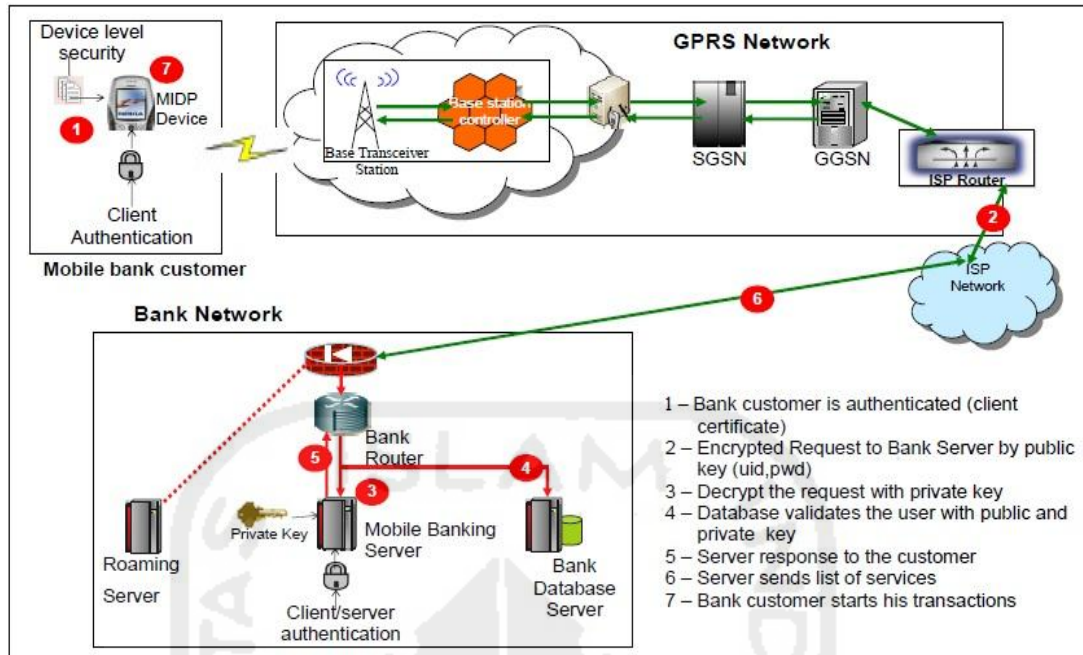 Device level
security
7
MIDP
Device
1
Client
Authentication
Mobile bank customer
GPRS Network
Base station
controller
Base Transceiver
Station
SGSN
GGSN
ISP Router
2
ISP
Network
6
Bank Network
Bank
Router
5
3
4
Private Key
Mobile Banking
Server
Roaming
Server
Bank
Database
Server
Client/server
authentication
1 – Bank customer is authenticated (client
certificate)
2 – Encrypted Request to Bank Server by public
key (uid,pwd)
3 – Decrypt the request with private key
4 – Database validates the user with public and
private key
5 – Server response to the customer
6 – Server sends list of services
7 – Bank customer starts his transactions
ISLAM
TAS